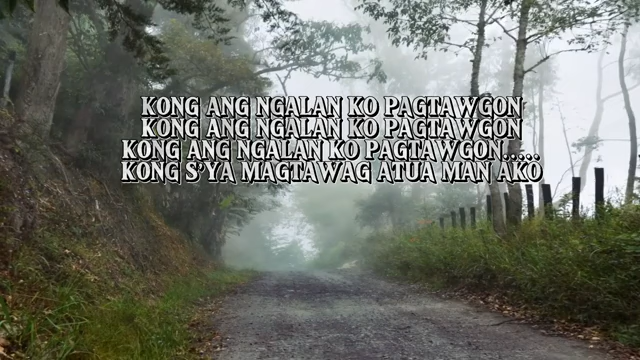 KONG ANG NGALAN KO PAGTAWGON
KONG ANG NGALAN KO PAGTAWGON
KONG ANG NGALAN KO PAGTAWGON.....
KONG S'YA MAGTAWAG ATUA MAN AKO